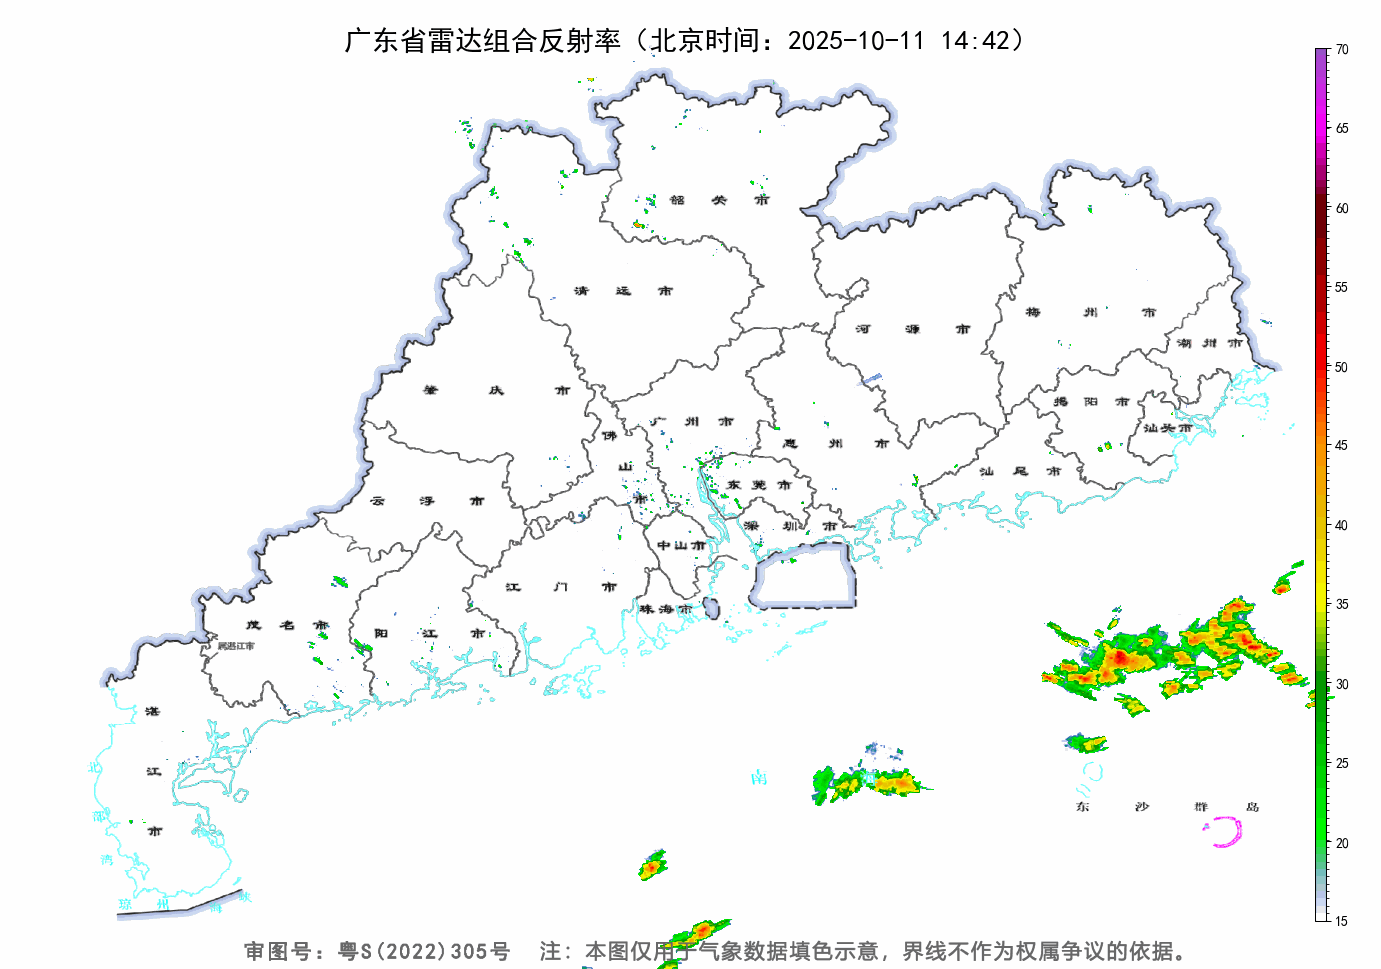 广东省雷达组合反射率（北京时间：2025-10-11 14:42）
70
65
60
55
50
45
40
35
30
25
20
15
韶关市
清远市
河源市
梅州市
潮州市
肇庆市
广州市
佛山市
惠州市
揭阳市
汕头市
汕尾市
东莞市
云浮市
深圳市
中山市
江门市
珠海市
茂名市
阳江市
属湛江市
湛江市
北部湾
南海
东沙群岛
琼州海峡
审图号：粤S(2022)305号 注：本图仅用于气象数据填色示意，界线不作为权属争议的依据。